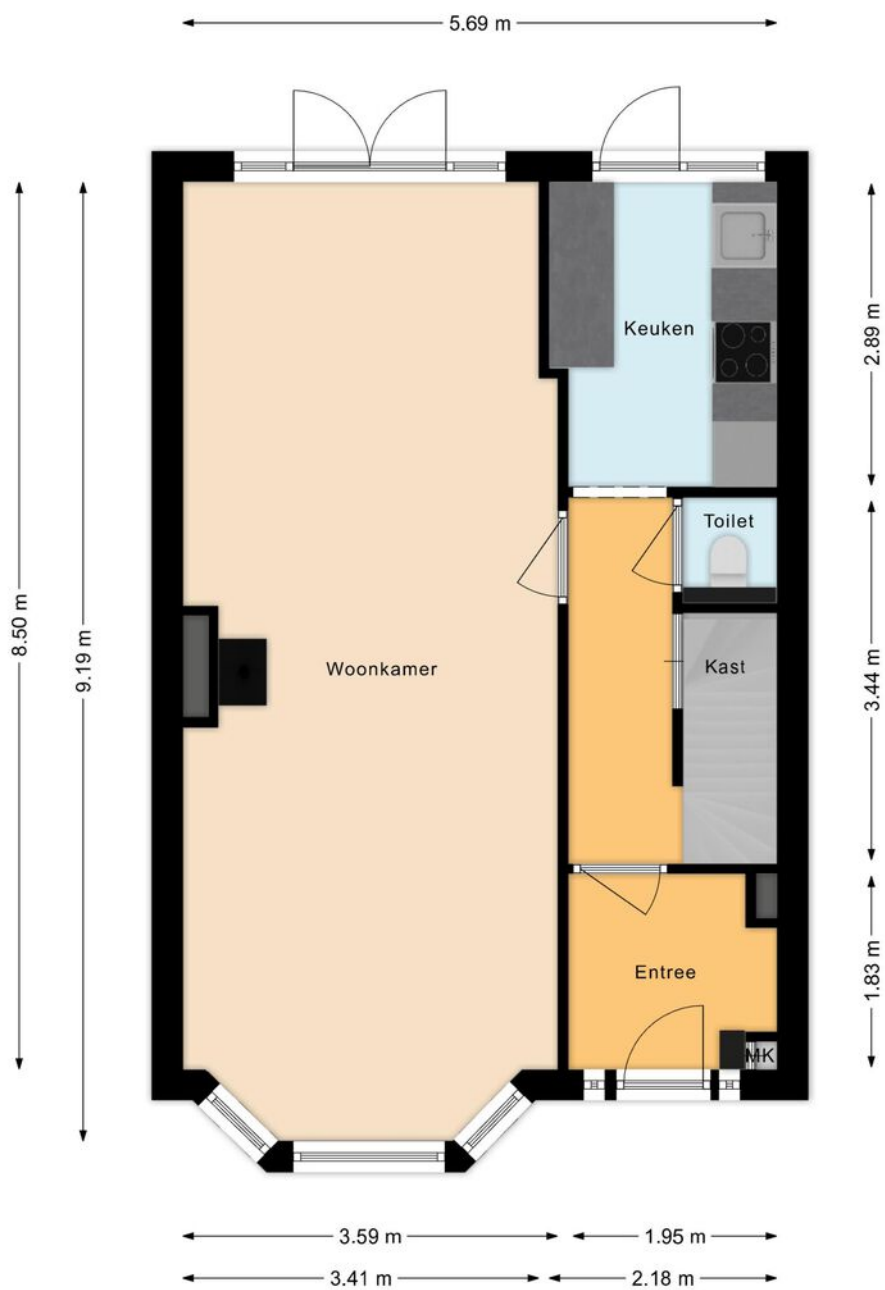 5.69 m
Keuken
2.89 m
Toilet
8.50 m
9.19 m
Woonkamer
Kast
3.44 m
Entree
1.83 m
MK
3.59 m
1.95 m
3.41 m
2.18 m